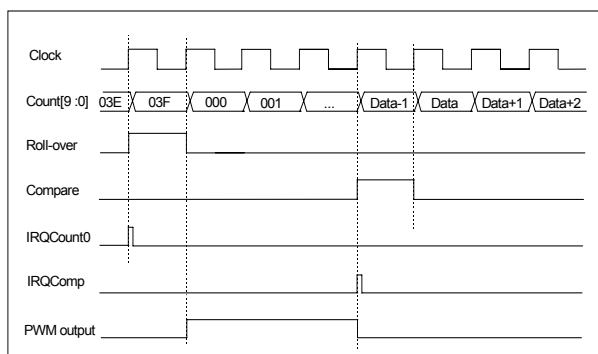 Clock
Count[9 :0] 03E 03F 000 001 ... Data-1 Data Data+1 Data+2
Roll-over
Compare
IRQCount0
IRQComp
PWM output